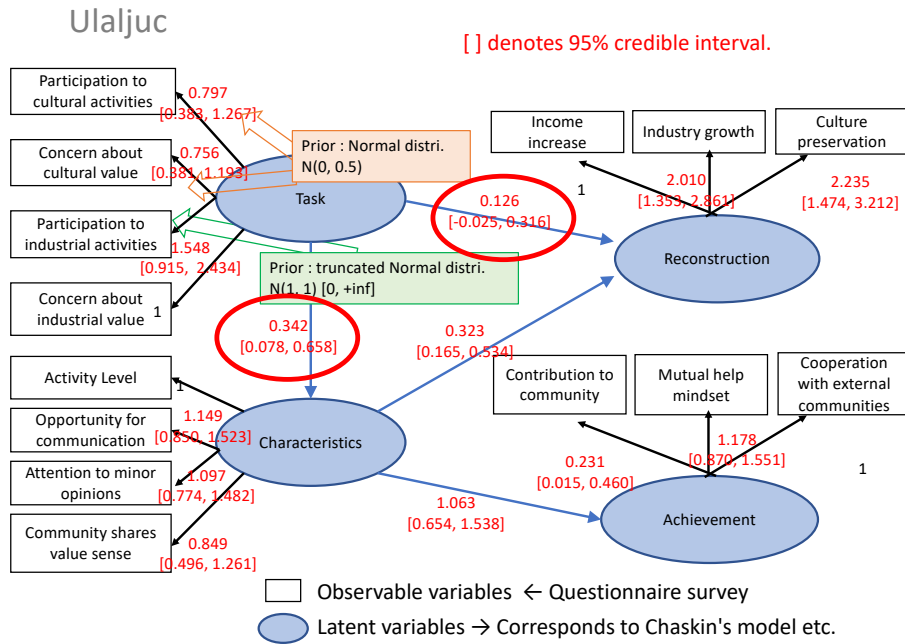 Ulaljuc
[ ] denotes 95% credible interval.
Participation to
cultural activities
0.797
[0.383, 1.267]
Concern about
cultural value
0.756
[0.381, 1.193]
Participation to
industrial activities
1.548
[0.915, 2.434]
Concern about
industrial value
1
Prior : Normal distri.
N(0, 0.5)
Task
Prior : truncated Normal distri.
N(1, 1) [0, +inf]
0.126
[-0.025, 0.316]
0.342
[0.078, 0.658]
Income
increase
Industry growth
Culture
preservation
1
2.010
[1.353, 2.861]
2.235
[1.474, 3.212]
Reconstruction
0.323
[0.165, 0.534]
Activity Level
1
Opportunity for
communication
1.149
[0.850, 1.523]
Attention to minor
opinions
1.097
[0.774, 1.482]
Community shares
value sense
0.849
[0.496, 1.261]
Characteristics
1.063
[0.654, 1.538]
Contribution to
community
Mutual help
mindset
Cooperation
with external
communities
0.231
[0.015, 0.460]
1.178
[0.870, 1.551]
1
Achievement
Observable variables ← Questionnaire survey
Latent variables → Corresponds to Chaskin's model etc.